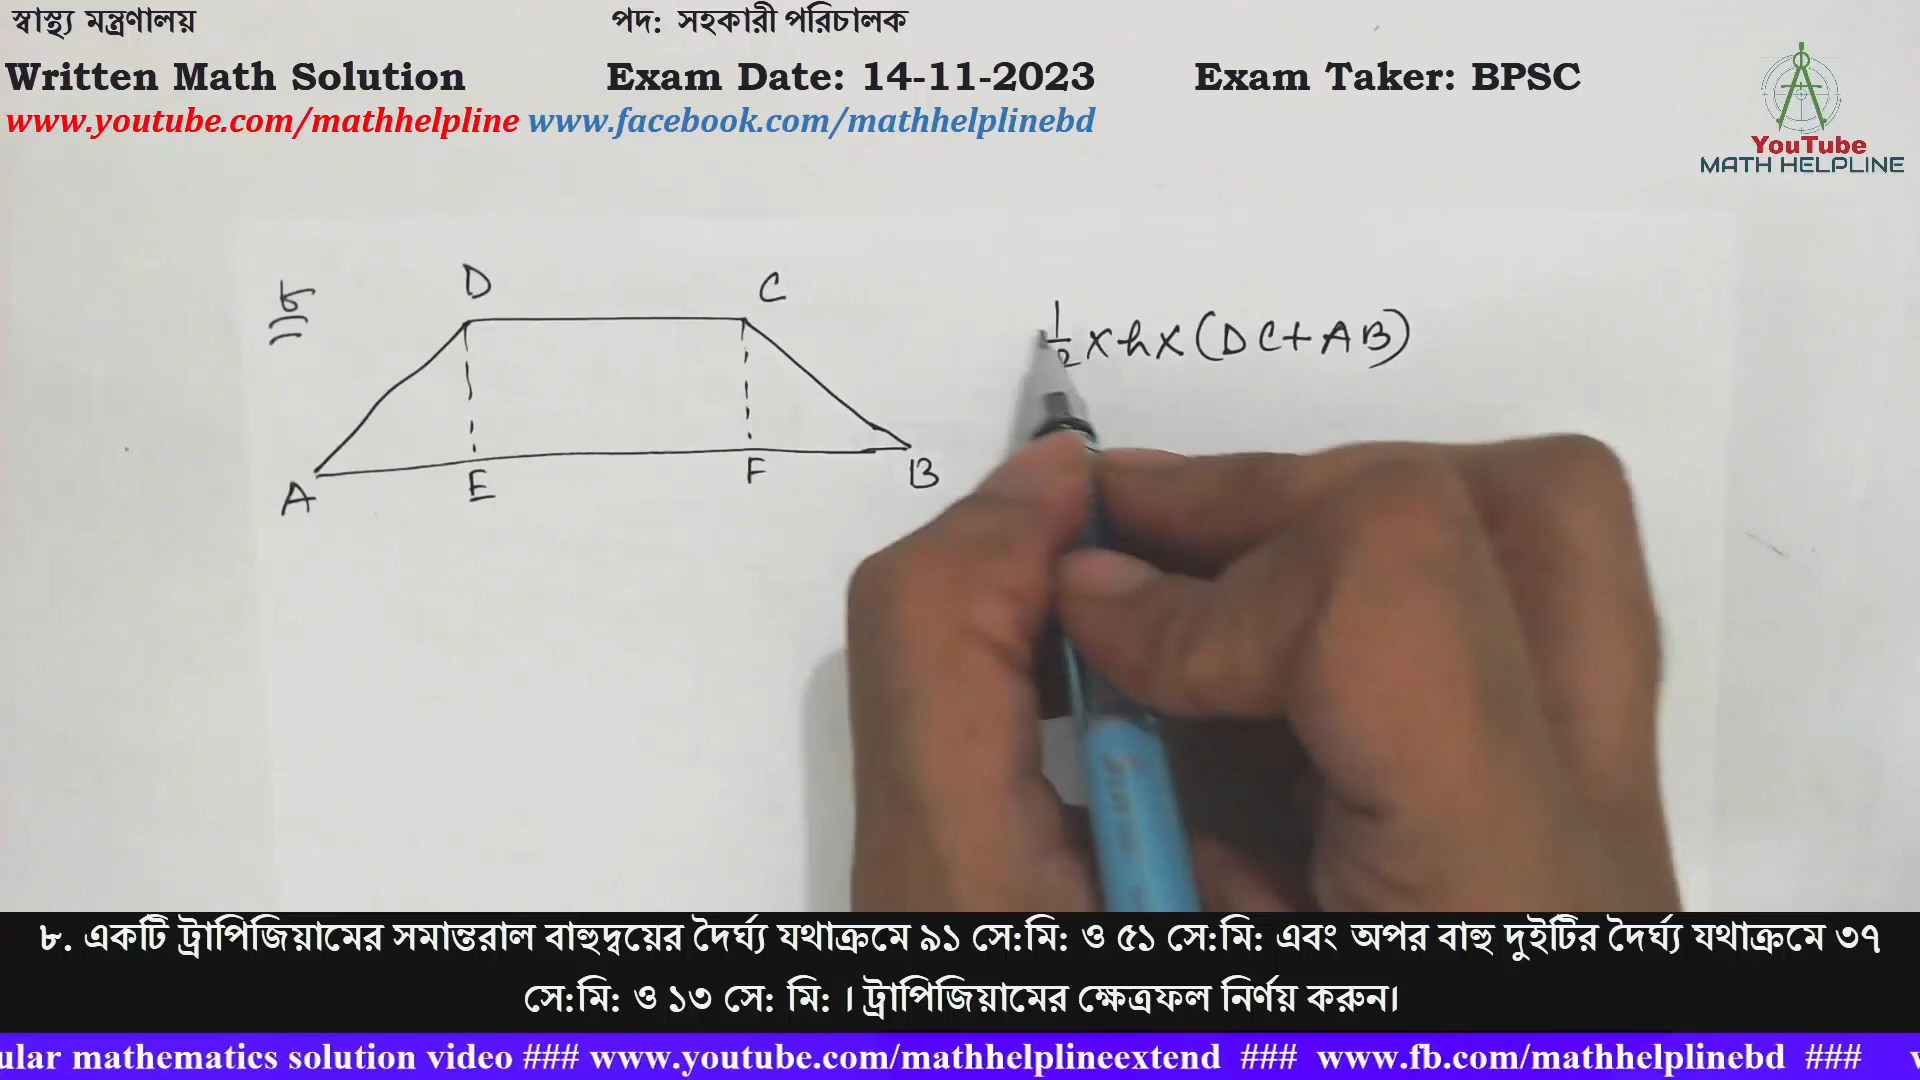 স্বাস্থ্য মন্ত্রণালয় পদ: সহকারী পরিচালক
Written Math Solution Exam Date: 14-11-2023 Exam Taker: BPSC
www.youtube.com/mathhelpline www.facebook.com/mathhelplinebd
YouTube
MATH HELPLINE
৮
D C
A E F B
1/2 × h × (DC + AB)
৮. একটি ট্রাপিজিয়ামের সমান্তরাল বাহুদ্বয়ের দৈর্ঘ্য যথাক্রমে ৯১ সে:মি: ও ৫১ সে:মি: এবং অপর বাহু দুইটির দৈর্ঘ্য যথাক্রমে ৩৭
সে:মি: ও ১৩ সে: মি: । ট্রাপিজিয়ামের ক্ষেত্রফল নির্ণয় করুন।
ular mathematics solution video ### www.youtube.com/mathhelplineextend ### www.fb.com/mathhelplinebd ###